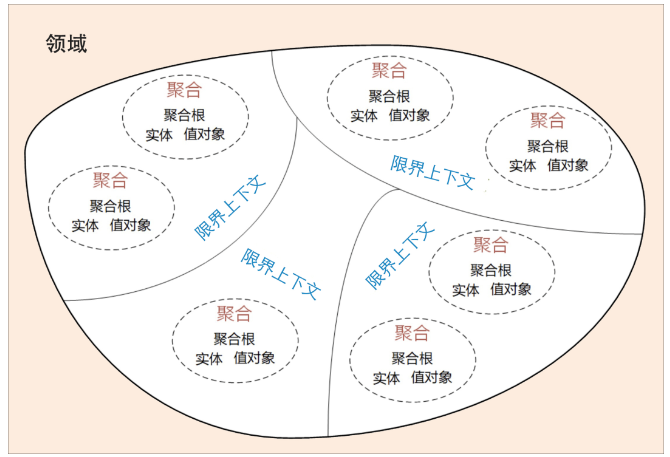 领域
聚合
聚合根
实体 值对象
聚合
聚合根
实体 值对象
限界上下文
聚合
聚合根
实体 值对象
聚合
聚合根
实体 值对象
限界上下文
限界上下文
聚合
聚合根
实体 值对象
限界上下文
聚合
聚合根
实体 值对象
聚合
聚合根
实体 值对象